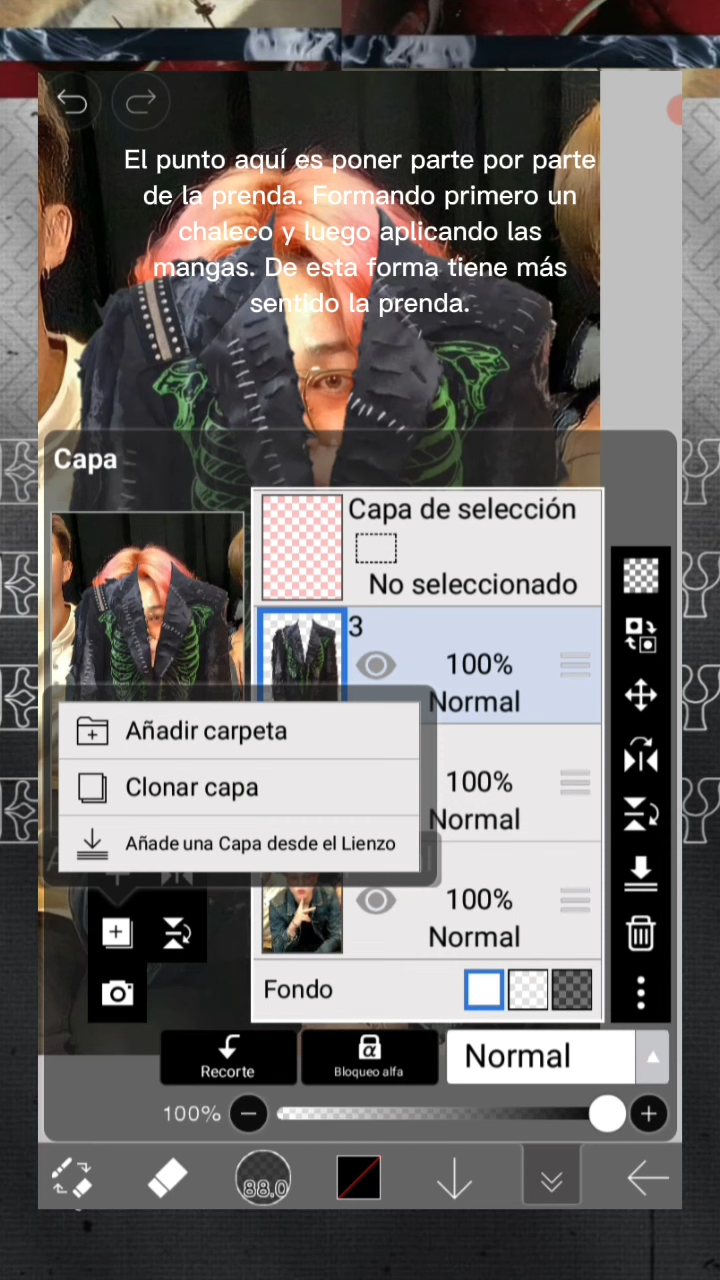 El punto aquí es poner parte por parte
de la prenda. Formando primero un
chaleco y luego aplicando las
mangas. De esta forma tiene más
sentido la prenda.
Capa
Capa de selección
No seleccionado
3
100%
Normal
Añadir carpeta
Clonar capa
Añade una Capa desde el Lienzo
100%
Normal
100%
Normal
Fondo
Recorte
α
Bloqueo alfa
Normal
100%
88.0